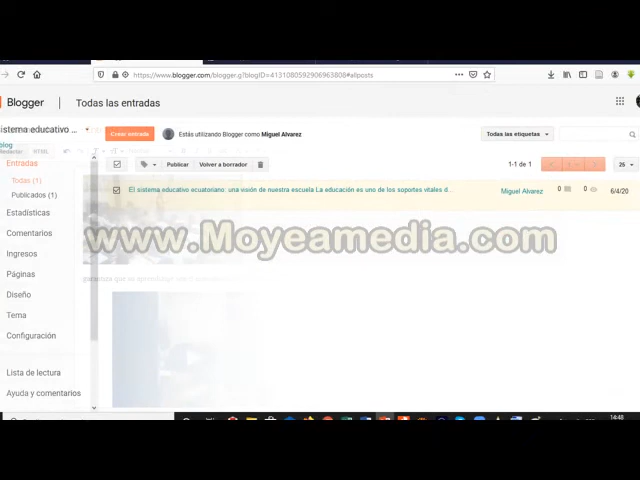 https://www.blogger.com/blogger.g?blogID=4131080592906963808#allposts
Blogger
Todas las entradas
sistema educativo ...
Crear entrada
Estás utilizando Blogger como Miguel Alvarez
Todas las etiquetas
blog
HTML
Entradas
Publicar
Volver a borrador
1-1 de 1
25
Todas (1)
El sistema educativo ecuatoriano: una visión de nuestra escuela La educación es uno de los soportes vitales d...
Miguel Alvarez
0
0
6/4/20
Publicados (1)
Estadísticas
Comentarios
www.Moyeamedia.com
Ingresos
Páginas
Diseño
Tema
Configuración
Lista de lectura
Ayuda y comentarios
14:48